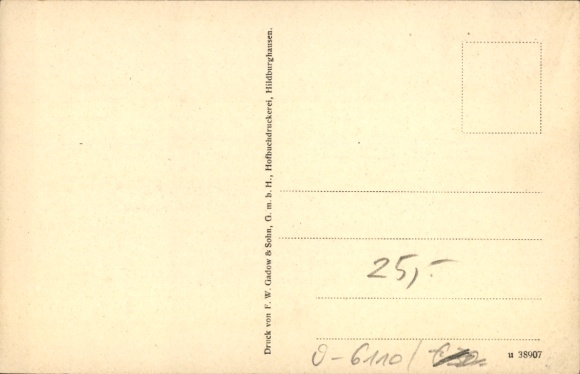 Druck von F. W. Gadow & Sohn, G. m. b. H., Hofbuchdruckerei, Hildburghausen.
25,-
0-6110/
u 38907